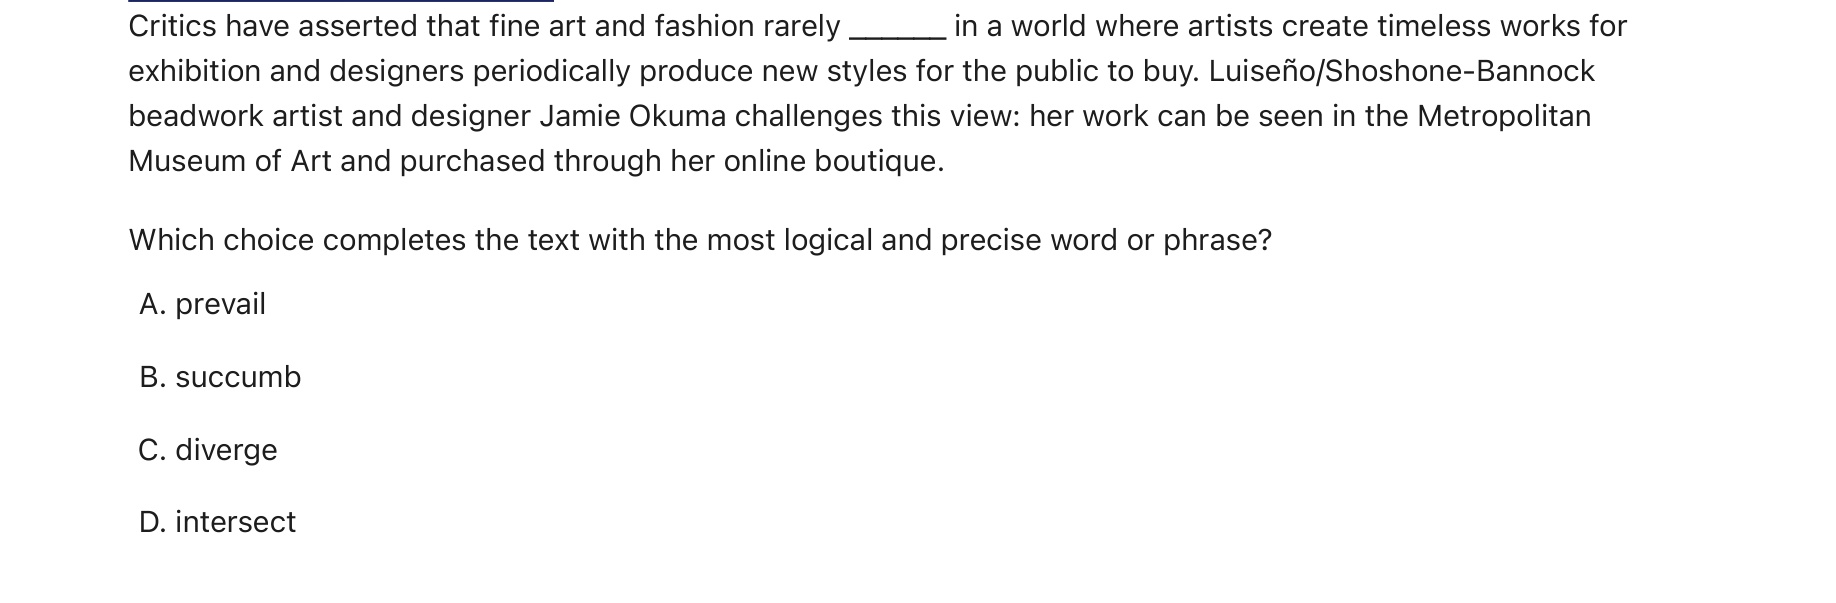 Critics have asserted that fine art and fashion rarely ______ in a world where artists create timeless works for
exhibition and designers periodically produce new styles for the public to buy. Luiseño/Shoshone-Bannock
beadwork artist and designer Jamie Okuma challenges this view: her work can be seen in the Metropolitan
Museum of Art and purchased through her online boutique.
Which choice completes the text with the most logical and precise word or phrase?
A. prevail
B. succumb
C. diverge
D. intersect